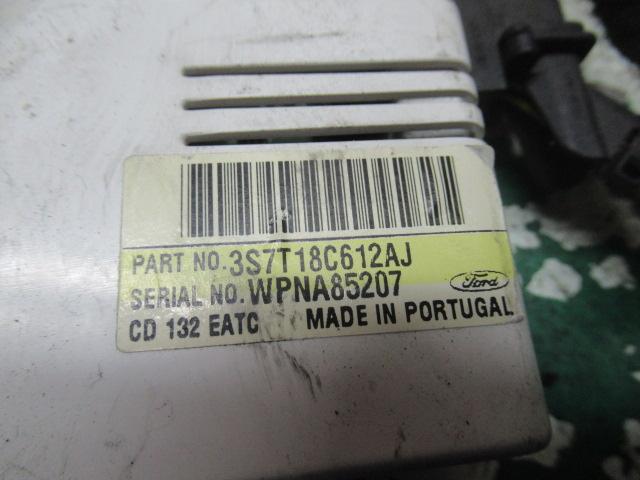 PART NO. 3S7T18C612AJ
SERIAL NO. WPNA85207
Ford
CD 132 EATC MADE IN PORTUGAL